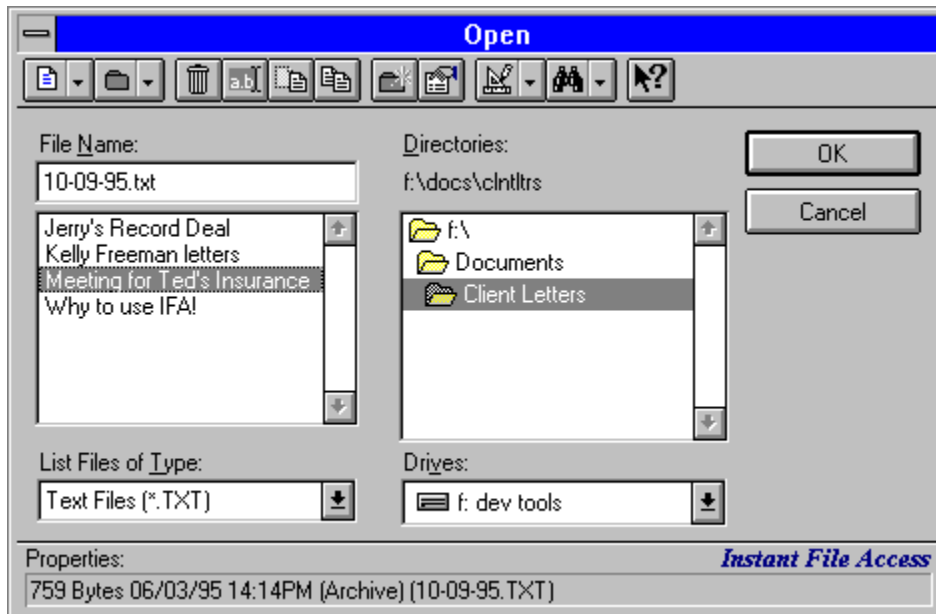 Open
a.b
File Name:
10-09-95.txt
Jerry's Record Deal
Kelly Freeman letters
Meeting for Ted's Insurance
Why to use IFA!
List Files of Type:
Text Files (*.TXT)
Directories:
f:\docs\clntltrs
f:\
Documents
Client Letters
Drives:
f: dev tools
OK
Cancel
Properties:
Instant File Access
759 Bytes 06/03/95 14:14PM (Archive) (10-09-95.TXT)